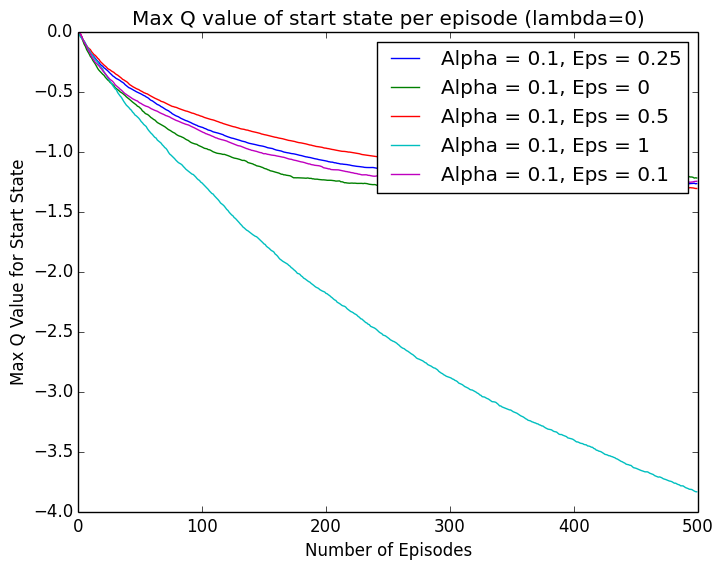 Max Q value of start state per episode (lambda=0)
0.0
−0.5
−1.0
−1.5
−2.0
−2.5
−3.0
−3.5
−4.0
Max Q Value for Start State
Alpha = 0.1, Eps = 0.25
Alpha = 0.1, Eps = 0
Alpha = 0.1, Eps = 0.5
Alpha = 0.1, Eps = 1
Alpha = 0.1, Eps = 0.1
0 100 200 300 400 500
Number of Episodes